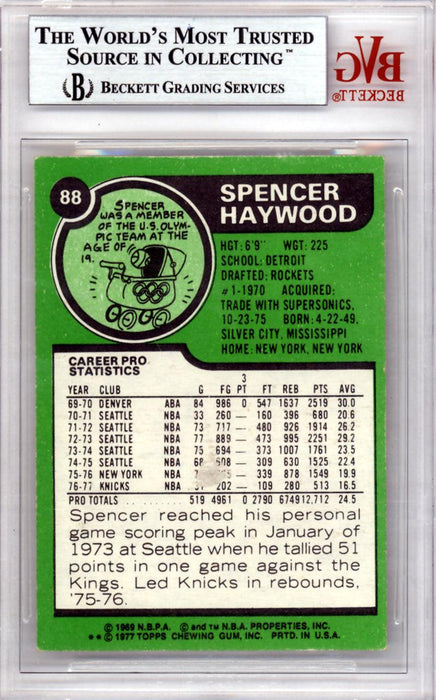 THE WORLD'S MOST TRUSTED
SOURCE IN COLLECTING™
B BECKETT GRADING SERVICES
BVG
BECKETT®
88
SPENCER
WAS A MEMBER
OF THE U.S. OLYM-
PIC TEAM AT THE
AGE OF
19.
SPENCER
HAYWOOD
HGT: 6'9" WGT: 225
SCHOOL: DETROIT
DRAFTED: ROCKETS
#1-1970 ACQUIRED:
TRADE WITH SUPERSONICS,
10-23-75 BORN: 4-22-49.
SILVER CITY, MISSISSIPPI
HOME: NEW YORK, NEW YORK
CAREER PRO
STATISTICS
3
YEAR CLUB G FG PT FT REB PTS AVG
69-70 DENVER ABA 84 986 0 547 1637 2519 30.0
70-71 SEATTLE NBA 33 260 — 160 396 680 20.6
71-72 SEATTLE NBA 73 717 — 480 926 1914 26.2
72-73 SEATTLE NBA 77 889 — 473 995 2251 29.2
73-74 SEATTLE NBA 75 694 — 373 1007 1761 23.5
74-75 SEATTLE NBA 608 — 309 630 1525 22.4
75-76 NEW YORK NBA — 339 878 1549 19.9
76-77 KNICKS NBA — 109 280 513 16.5
PRO TOTALS 519 4961 0 2790 6749 12,712 24.5
Spencer reached his personal
game scoring peak in January of
1973 at Seattle when he tallied 51
points in one game against the
Kings. Led Knicks in rebounds,
'75-76.
© 1969 N.B.P.A. © and ™ N.B.A. PROPERTIES, INC.
** © 1977 TOPPS CHEWING GUM, INC. PRTD. IN U.S.A.